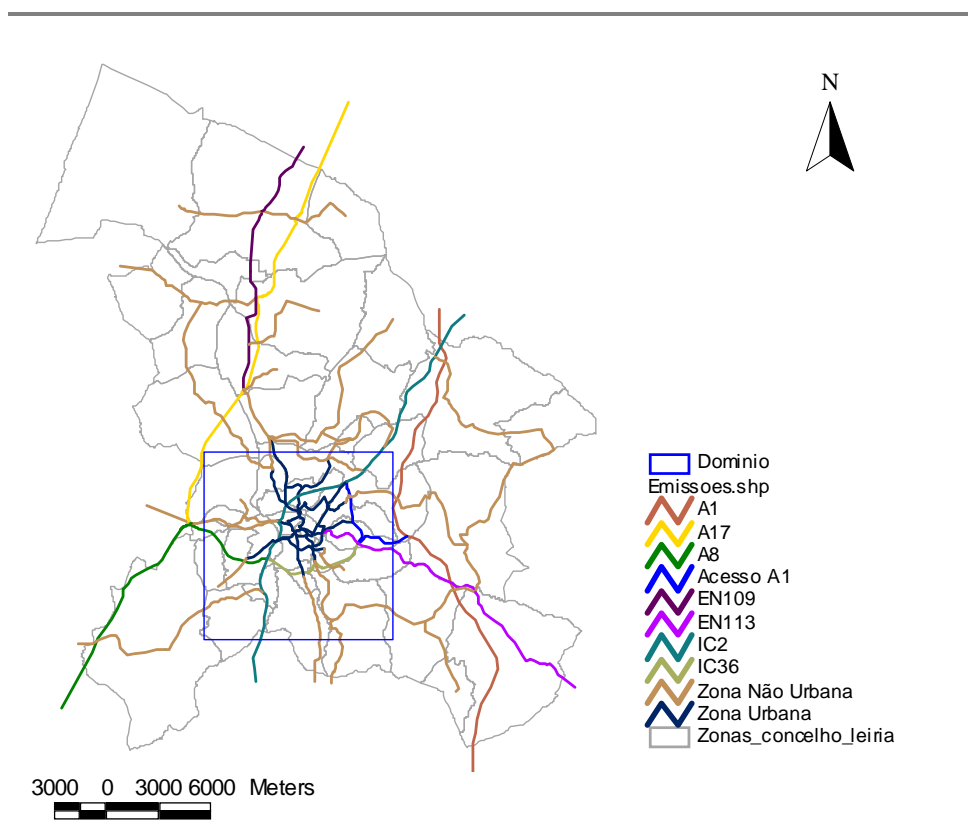 N
Dominio
Emissoes.shp
A1
A17
A8
Acesso A1
EN109
EN113
IC2
IC36
Zona Não Urbana
Zona Urbana
Zonas_concelho_leiria
3000 0 3000 6000 Meters